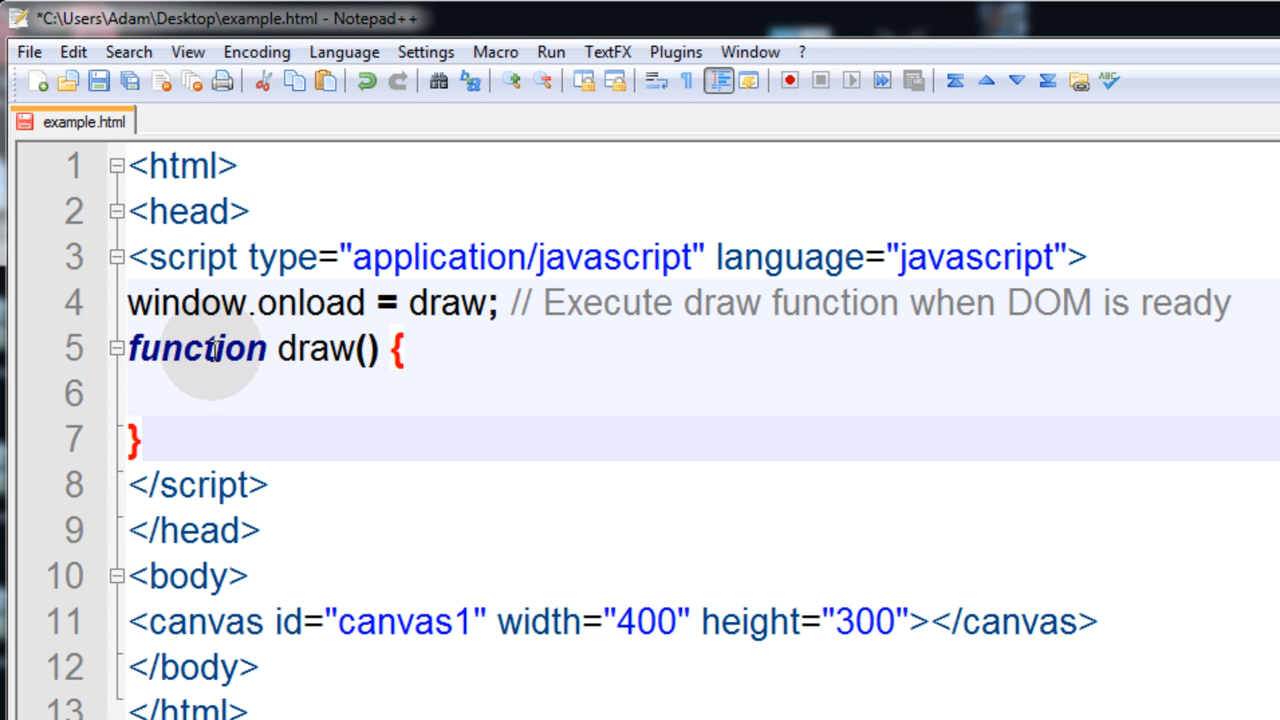 *C:\Users\Adam\Desktop\example.html - Notepad++
File Edit Search View Encoding Language Settings Macro Run TextFX Plugins Window ?
example.html
1 <html>
2 <head>
3 <script type="application/javascript" language="javascript">
4 window.onload = draw; // Execute draw function when DOM is ready
5 function draw() {
6
7 }
8 </script>
9 </head>
10 <body>
11 <canvas id="canvas1" width="400" height="300"></canvas>
12 </body>
13 </html>